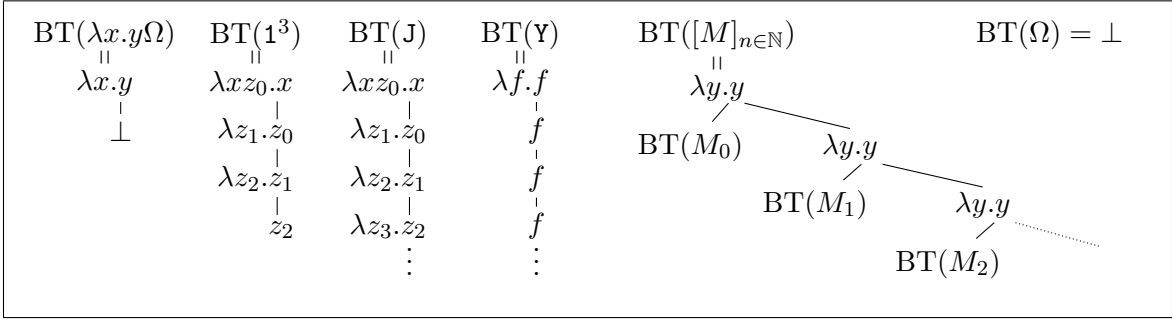 BT(λx.yΩ) BT(1³) BT(J) BT(Y) BT([M]ₙ∈ℕ) BT(Ω) = ⊥
λx.y λxz₀.x λxz₀.x λf.f λy.y
⊥ λz₁.z₀ λz₁.z₀ f BT(M₀) λy.y
λz₂.z₁ λz₂.z₁ f BT(M₁) λy.y
z₂ λz₃.z₂ f BT(M₂)
⋮ ⋮